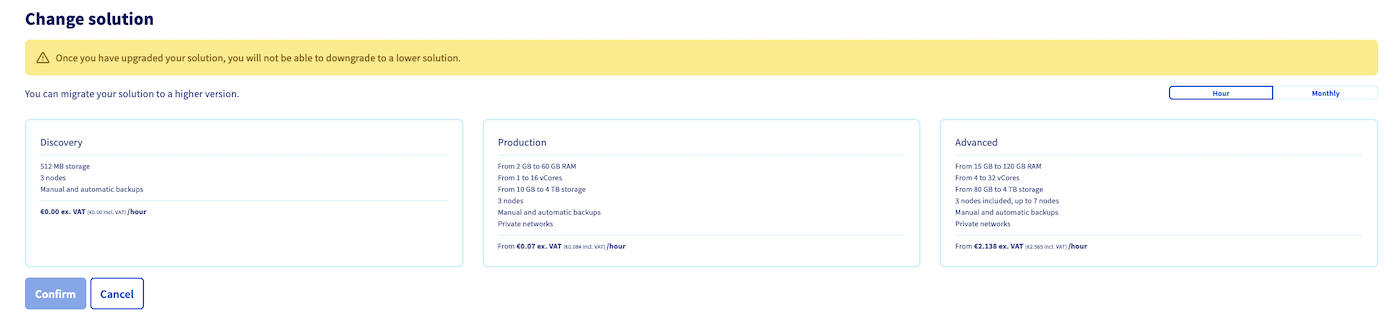 Change solution
Once you have upgraded your solution, you will not be able to downgrade to a lower solution.
You can migrate your solution to a higher version.
Hour
Monthly
Discovery
512 MB storage
3 nodes
Manual and automatic backups
€0.00 ex. VAT (€0.00 incl. VAT) /hour
Production
From 2 GB to 60 GB RAM
From 1 to 16 vCores
From 10 GB to 4 TB storage
3 nodes
Manual and automatic backups
Private networks
From €0.07 ex. VAT (€0.084 incl. VAT) /hour
Advanced
From 15 GB to 120 GB RAM
From 4 to 32 vCores
From 80 GB to 4 TB storage
3 nodes included, up to 7 nodes
Manual and automatic backups
Private networks
From €2.138 ex. VAT (€2.565 incl. VAT) /hour
Confirm
Cancel